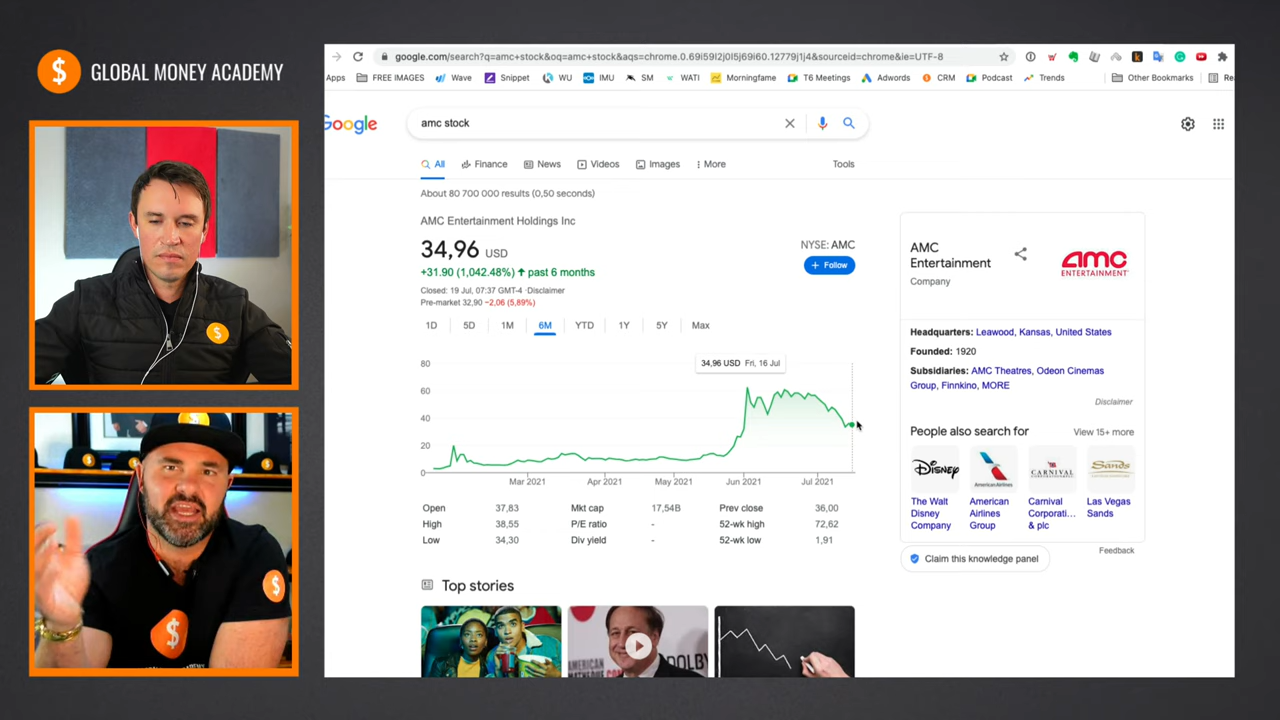 $ GLOBAL MONEY ACADEMY
google.com/search?q=amc+stock&oq=amc+stock&aqs=chrome.0.69i59l2j0l5j69i60.12779j1j4&sourceid=chrome&ie=UTF-8
Apps FREE IMAGES Wave Snippet WU IMU SM WATI Morningfame T6 Meetings Adwords CRM Podcast Trends Other Bookmarks Rea
Google
amc stock
All Finance News Videos Images More Tools
About 80 700 000 results (0,50 seconds)
AMC Entertainment Holdings Inc
34,96 USD
NYSE: AMC
+31.90 (1,042.48%) ↑ past 6 months
+ Follow
Closed: 19 Jul, 07:37 GMT-4 · Disclaimer
Pre-market 32,90 −2,06 (5,89%)
1D 5D 1M 6M YTD 1Y 5Y Max
34,96 USD Fri, 16 Jul
80
60
40
20
0
Mar 2021 Apr 2021 May 2021 Jun 2021 Jul 2021
Open 37,83 Mkt cap 17,54B Prev close 36,00
High 38,55 P/E ratio - 52-wk high 72,62
Low 34,30 Div yield - 52-wk low 1,91
Top stories
AMERICAN
DOLBY
AMC
Entertainment
Company
amc
ENTERTAINMENT
Headquarters: Leawood, Kansas, United States
Founded: 1920
Subsidiaries: AMC Theatres, Odeon Cinemas
Group, Finnkino, MORE
Disclaimer
People also search for View 15+ more
Disney
American Airlines
CARNIVAL
Sands
The Walt
Disney
Company
American
Airlines
Group
Carnival
Corporati...
& plc
Las Vegas
Sands
Feedback
Claim this knowledge panel
$
$
$